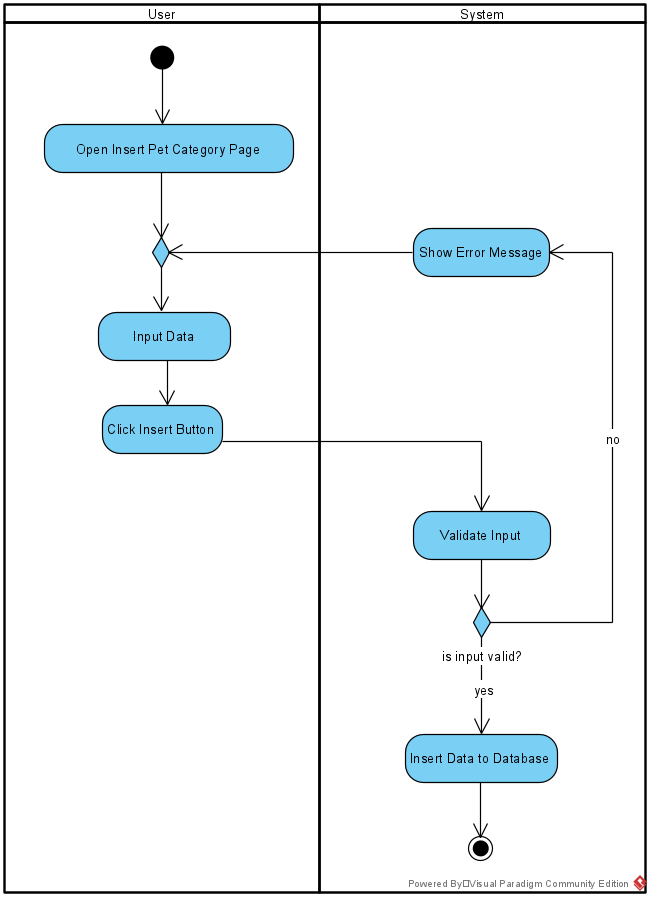 User
System
Open Insert Pet Category Page
Show Error Message
Input Data
Click Insert Button
no
Validate Input
is input valid?
yes
Insert Data to Database
Powered By Visual Paradigm Community Edition